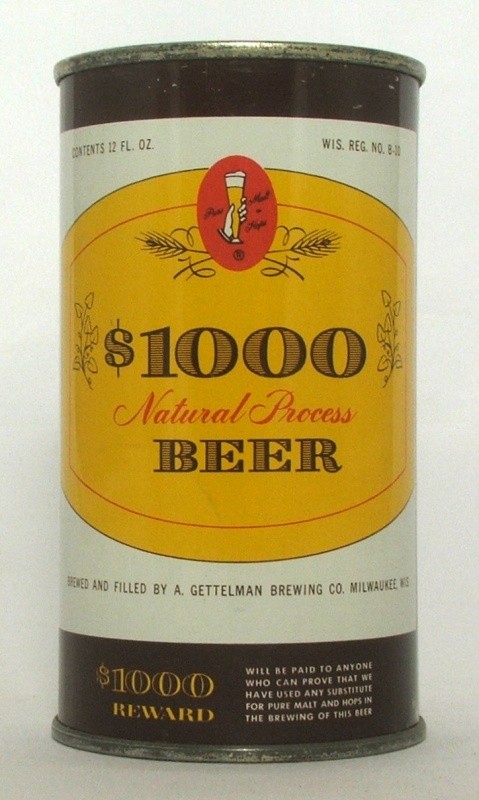 CONTENTS 12 FL. OZ.
WIS. REG. NO. B-10
Pure Malt
Hops
®
$1000
Natural Process
BEER
BREWED AND FILLED BY A. GETTELMAN BREWING CO. MILWAUKEE, WIS.
$1000
REWARD
WILL BE PAID TO ANYONE
WHO CAN PROVE THAT WE
HAVE USED ANY SUBSTITUTE
FOR PURE MALT AND HOPS IN
THE BREWING OF THIS BEER